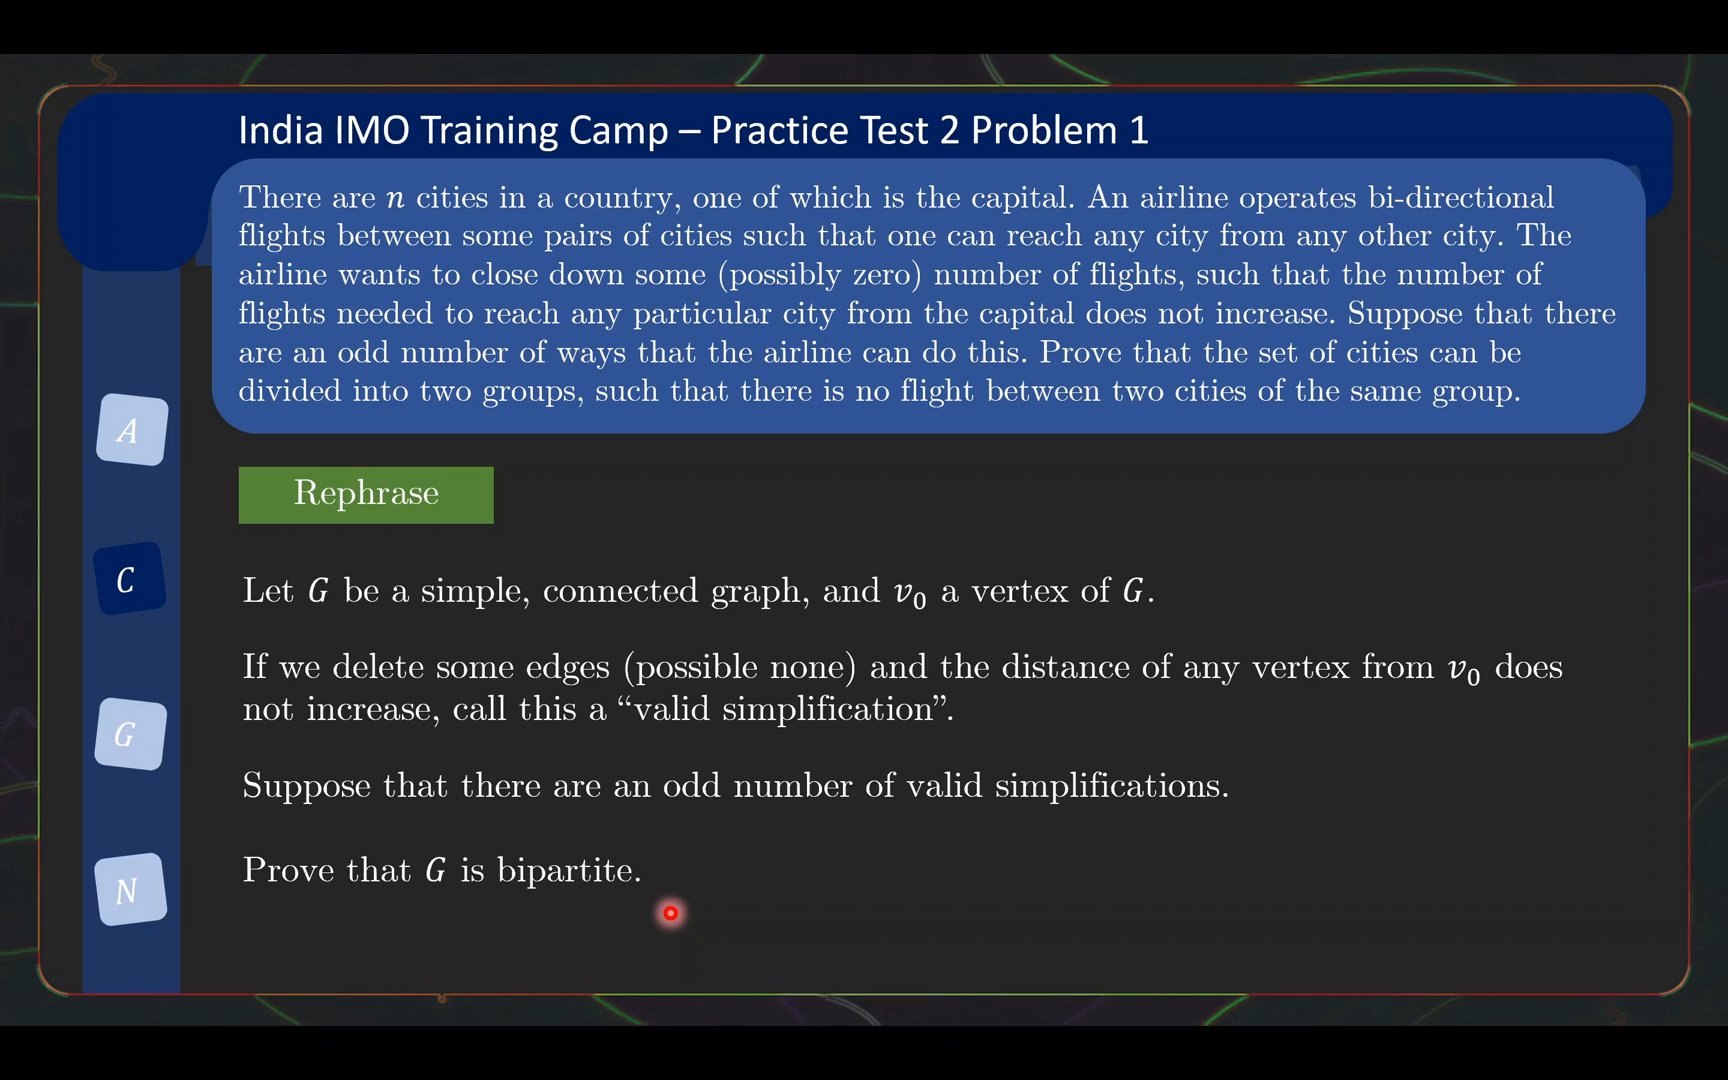 India IMO Training Camp – Practice Test 2 Problem 1
There are n cities in a country, one of which is the capital. An airline operates bi-directional
flights between some pairs of cities such that one can reach any city from any other city. The
airline wants to close down some (possibly zero) number of flights, such that the number of
flights needed to reach any particular city from the capital does not increase. Suppose that there
are an odd number of ways that the airline can do this. Prove that the set of cities can be
divided into two groups, such that there is no flight between two cities of the same group.
A
C
G
N
Rephrase
Let G be a simple, connected graph, and v₀ a vertex of G.
If we delete some edges (possible none) and the distance of any vertex from v₀ does
not increase, call this a “valid simplification”.
Suppose that there are an odd number of valid simplifications.
Prove that G is bipartite.